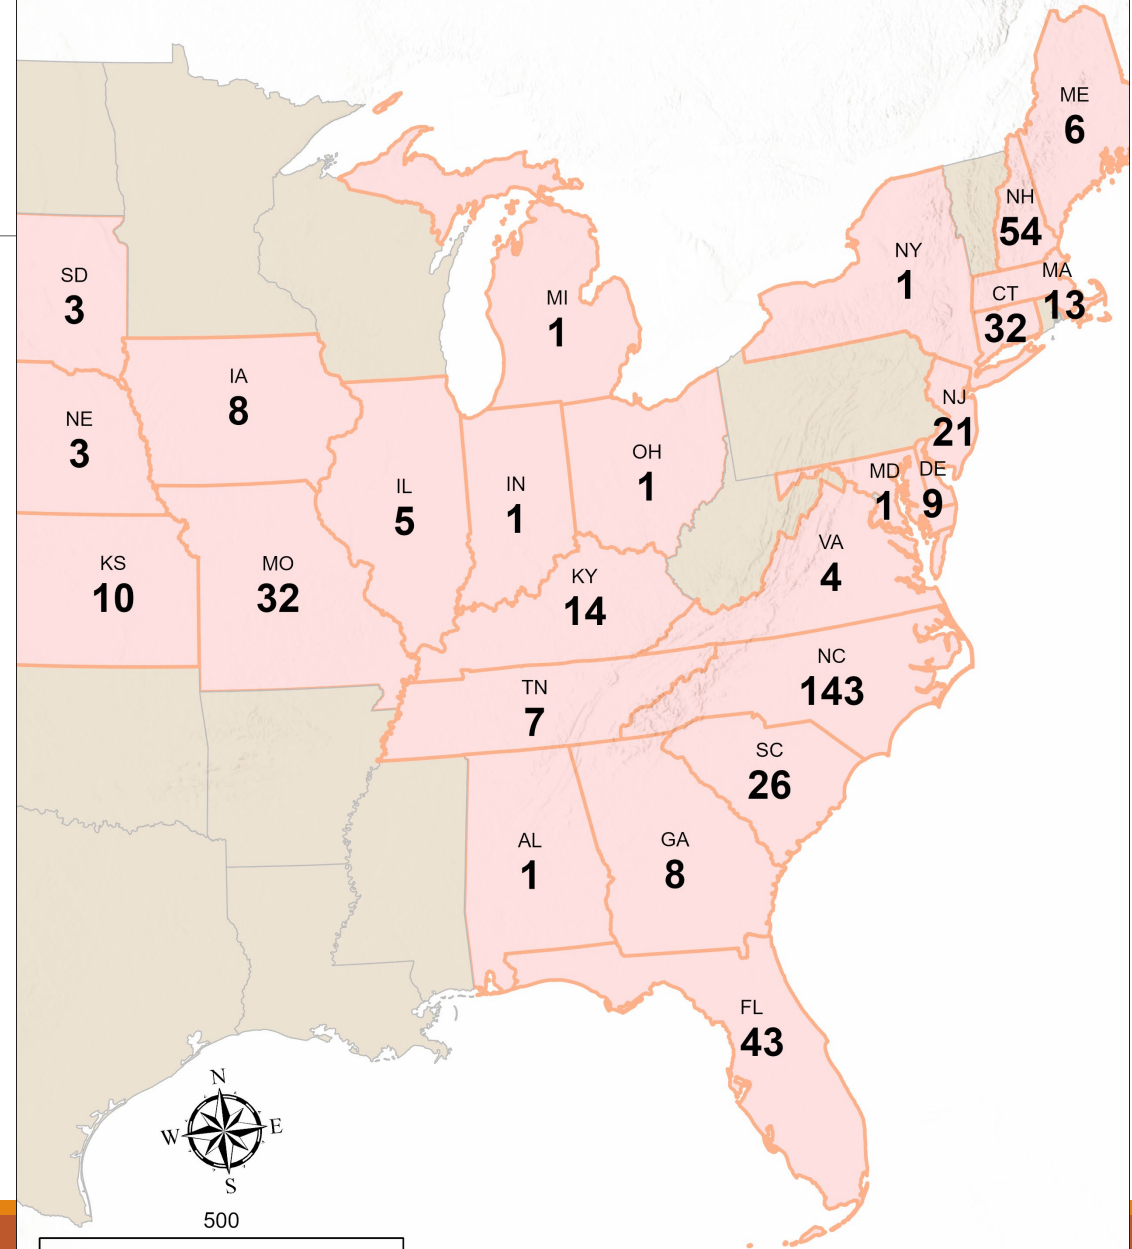 ME
6
NH
54
NY
1
MA
13
SD
3
CT
32
MI
1
IA
8
NJ
21
NE
3
OH
1
MD
1
DE
9
IL
5
IN
1
VA
4
KS
10
MO
32
KY
14
NC
143
TN
7
SC
26
AL
1
GA
8
FL
43
N
W
E
S
500